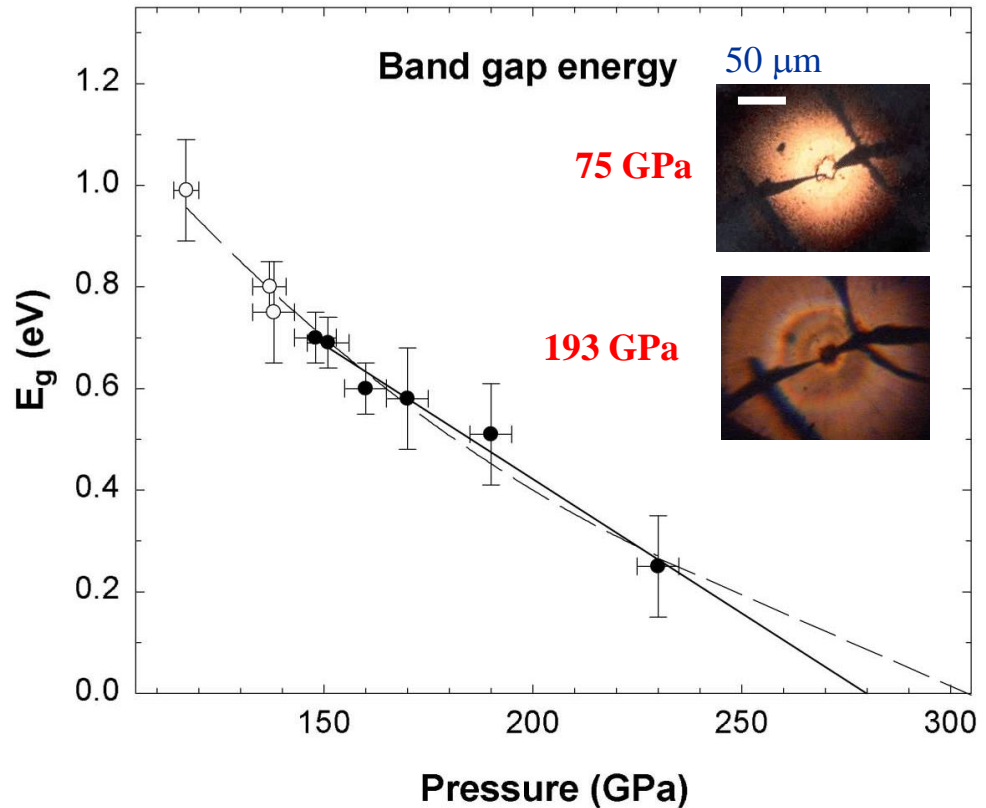 Band gap energy
50 μm
75 GPa
193 GPa
E_g (eV)
1.2
1.0
0.8
0.6
0.4
0.2
0.0
150 200 250 300
Pressure (GPa)